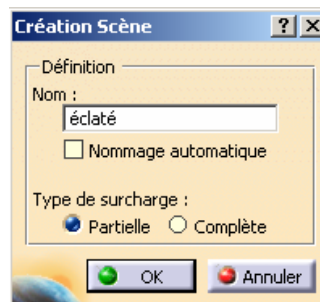 Création Scène
Définition
Nom :
éclaté
Nommage automatique
Type de surcharge :
Partielle Complète
OK Annuler